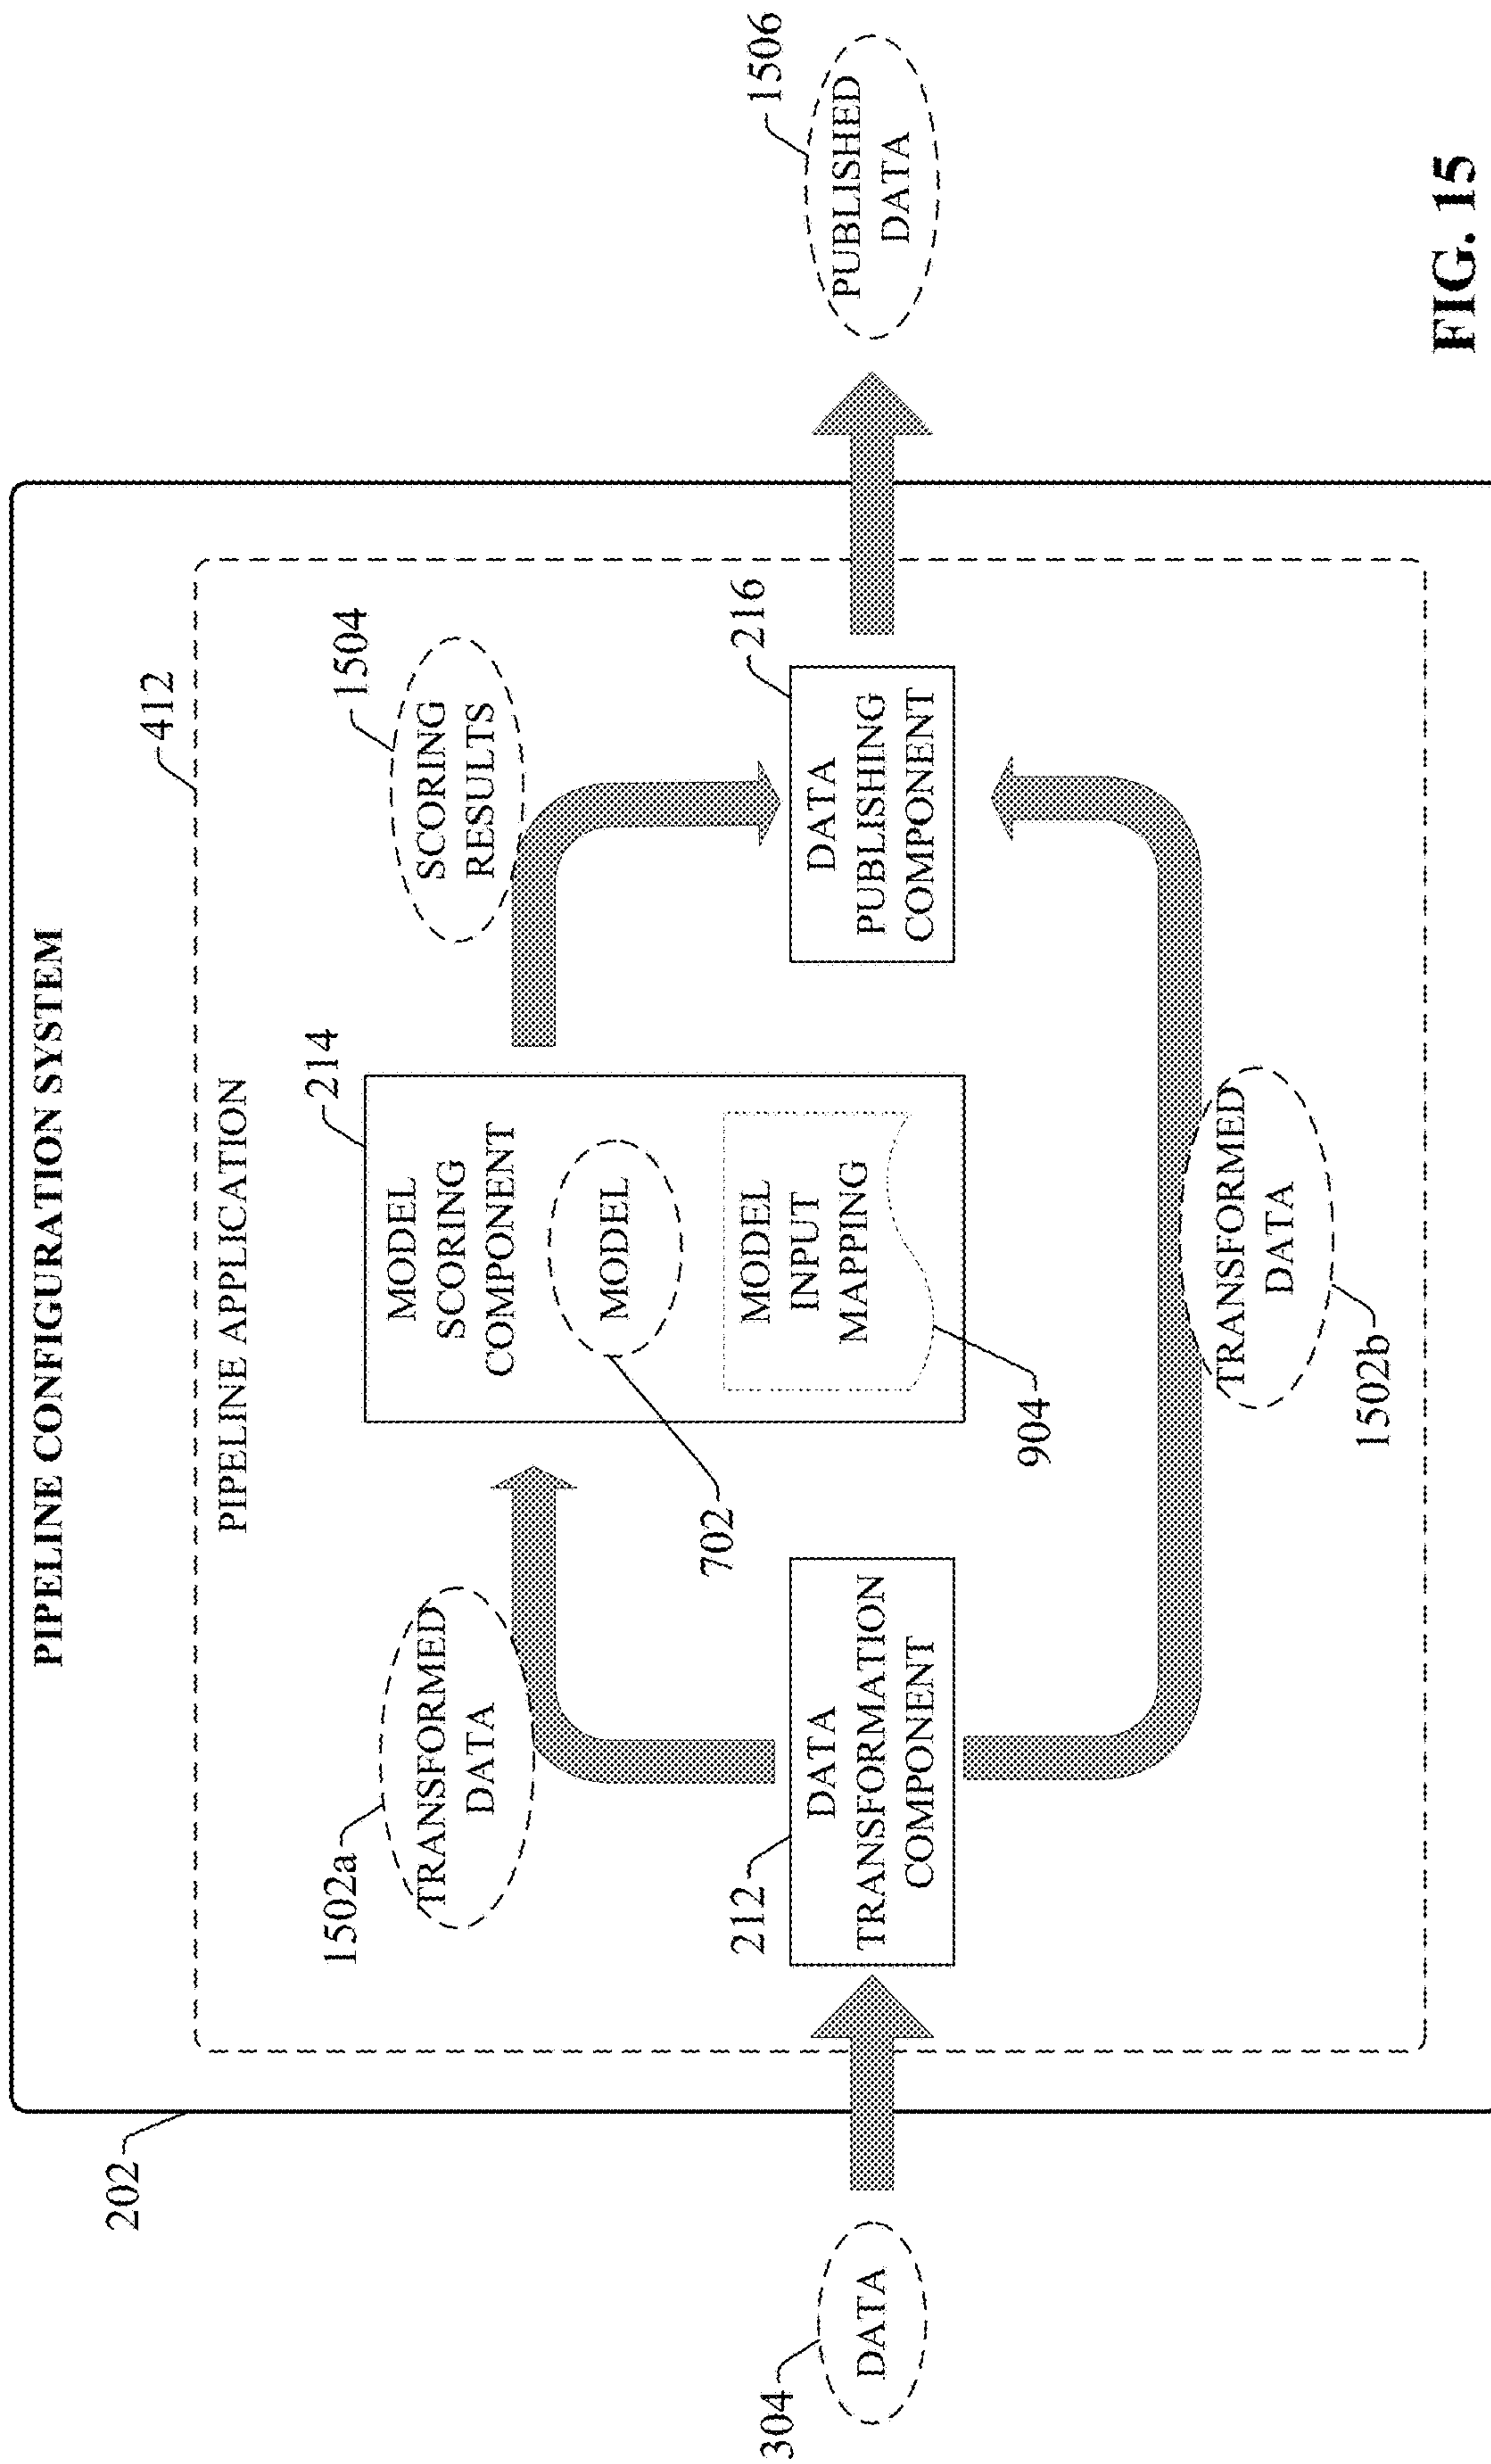 PIPELINE CONFIGURATION SYSTEM
202
412
PIPELINE APPLICATION
1502a
TRANSFORMED
DATA
214
MODEL
SCORING
COMPONENT
MODEL
702
MODEL
INPUT
MAPPING
904
1504
SCORING
RESULTS
304
DATA
212
DATA
TRANSFORMATION
COMPONENT
216
DATA
PUBLISHING
COMPONENT
1506
PUBLISHED
DATA
TRANSFORMED
DATA
1502b
FIG. 15